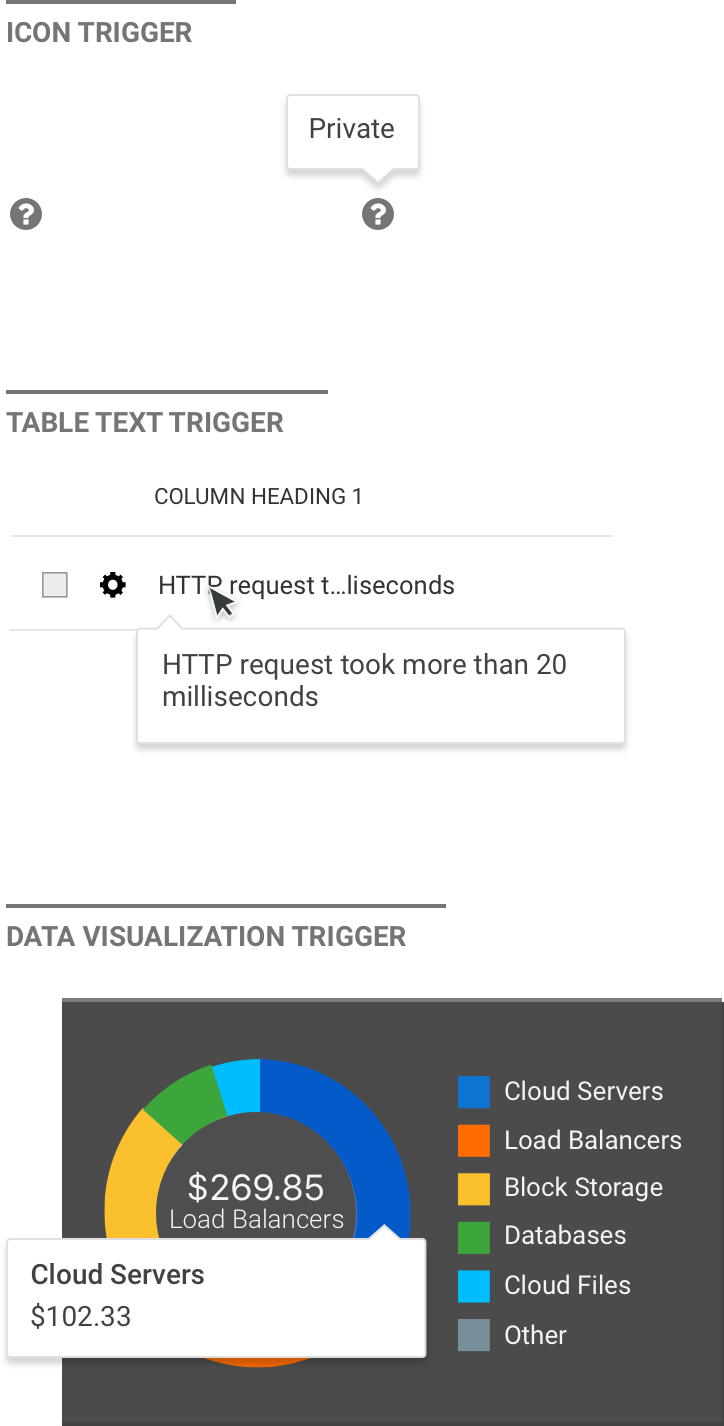 ICON TRIGGER
Private
?
?
TABLE TEXT TRIGGER
COLUMN HEADING 1
HTTP request t...liseconds
HTTP request took more than 20
milliseconds
DATA VISUALIZATION TRIGGER
$269.85
Load Balancers
Cloud Servers
$102.33
Cloud Servers
Load Balancers
Block Storage
Databases
Cloud Files
Other